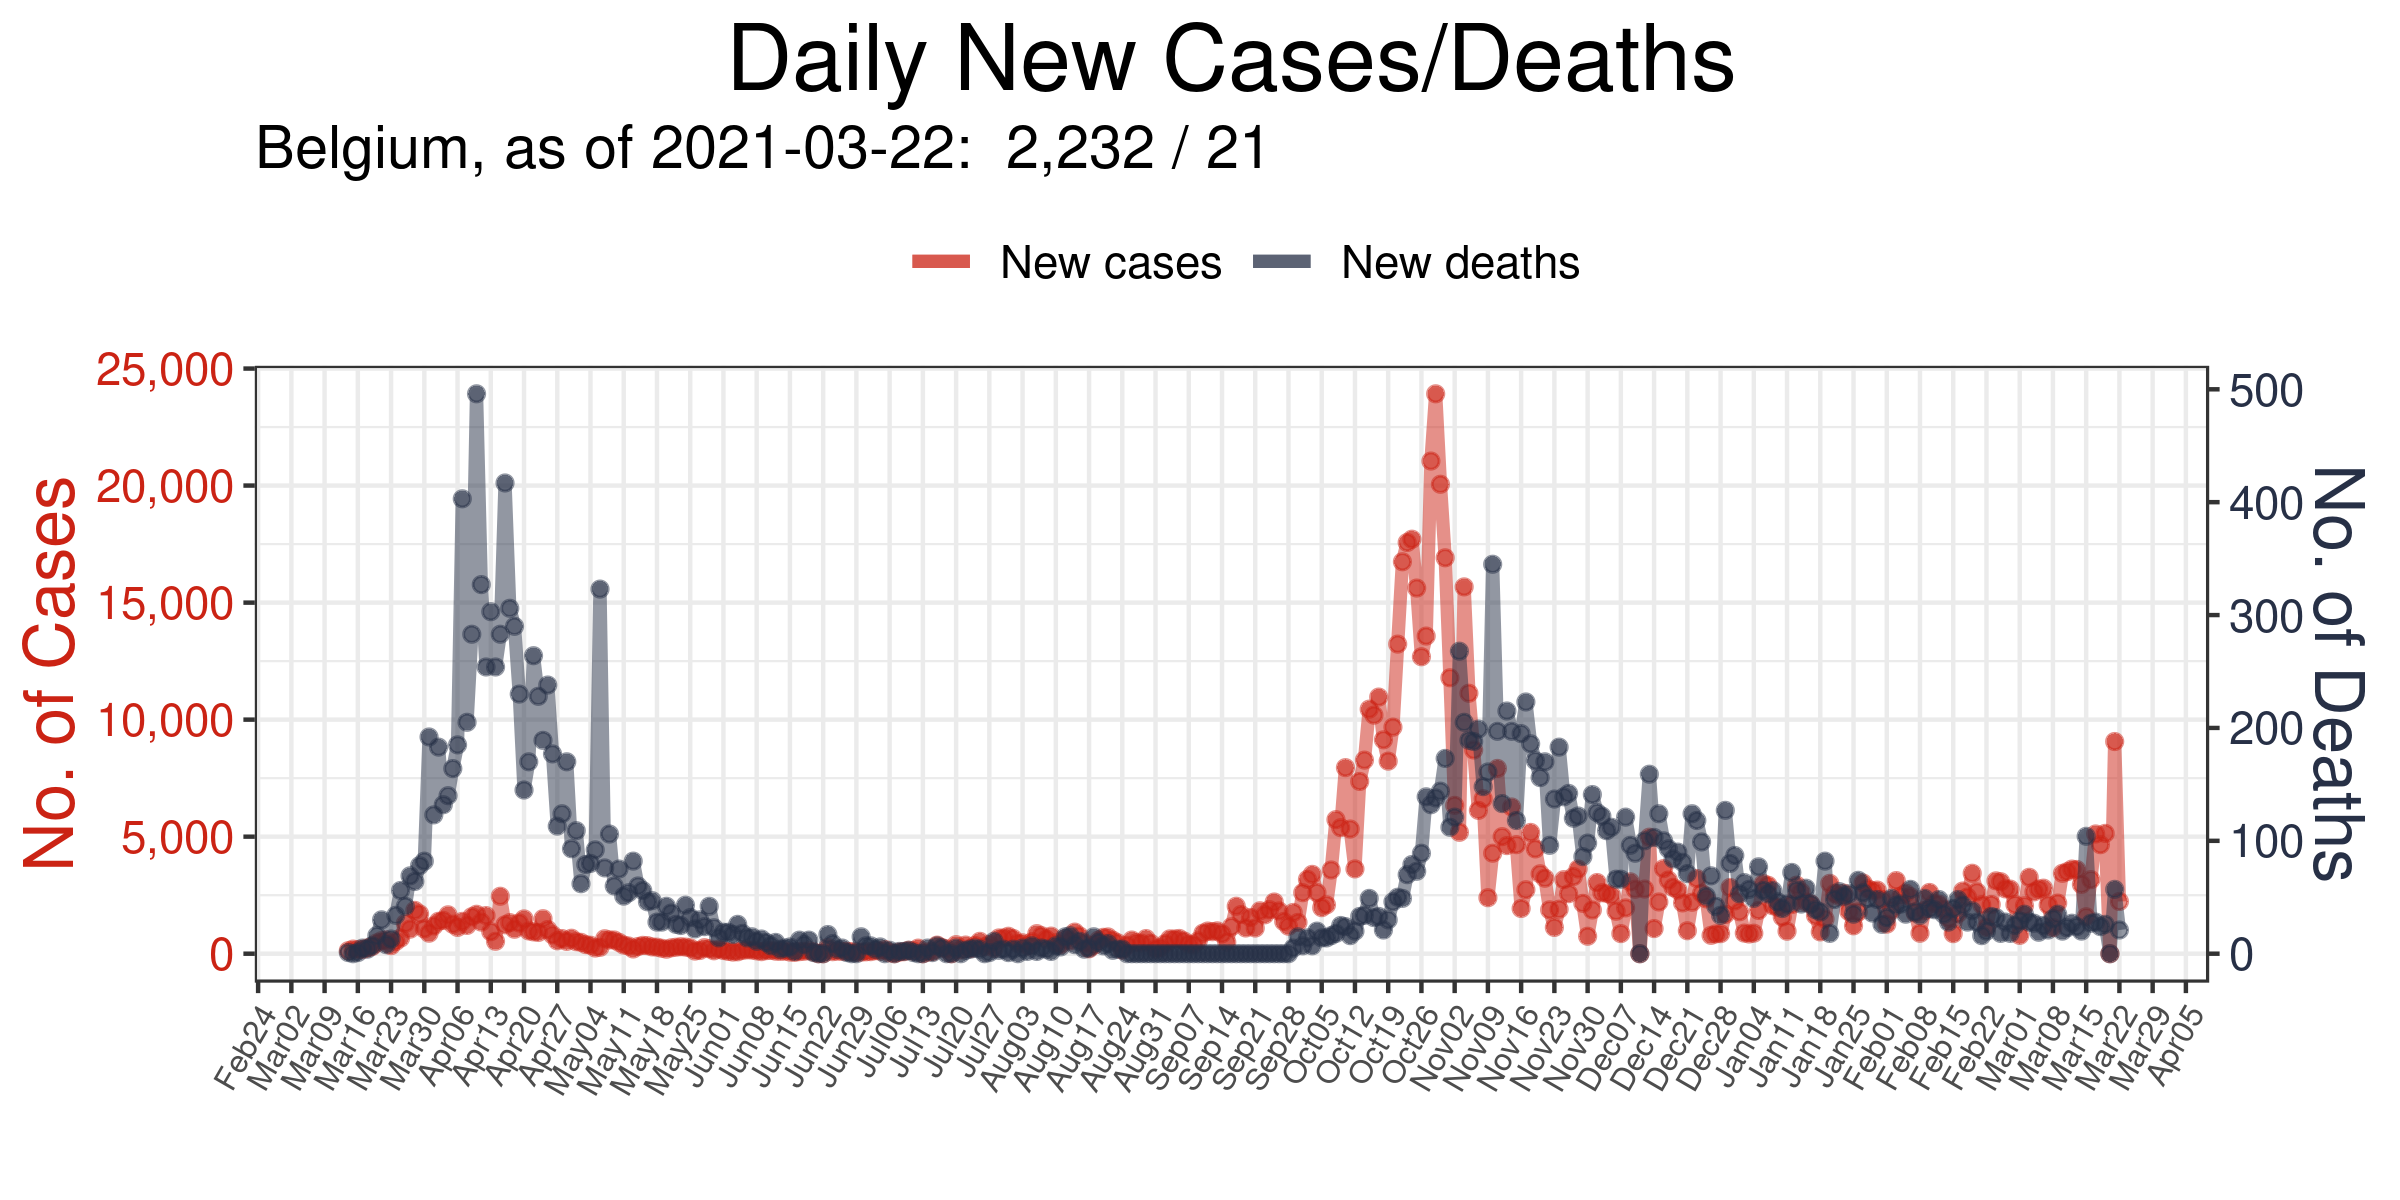 Daily New Cases/Deaths
Belgium, as of 2021-03-22:  2,232 / 21
New cases
New deaths
No. of Cases
25,000
20,000
15,000
10,000
5,000
0
500
400
300
200
100
0
No. of Deaths
Feb24
Mar02
Mar09
Mar16
Mar23
Mar30
Apr06
Apr13
Apr20
Apr27
May04
May11
May18
May25
Jun01
Jun08
Jun15
Jun22
Jun29
Jul06
Jul13
Jul20
Jul27
Aug03
Aug10
Aug17
Aug24
Aug31
Sep07
Sep14
Sep21
Sep28
Oct05
Oct12
Oct19
Oct26
Nov02
Nov09
Nov16
Nov23
Nov30
Dec07
Dec14
Dec21
Dec28
Jan04
Jan11
Jan18
Jan25
Feb01
Feb08
Feb15
Feb22
Mar01
Mar08
Mar15
Mar22
Mar29
Apr05